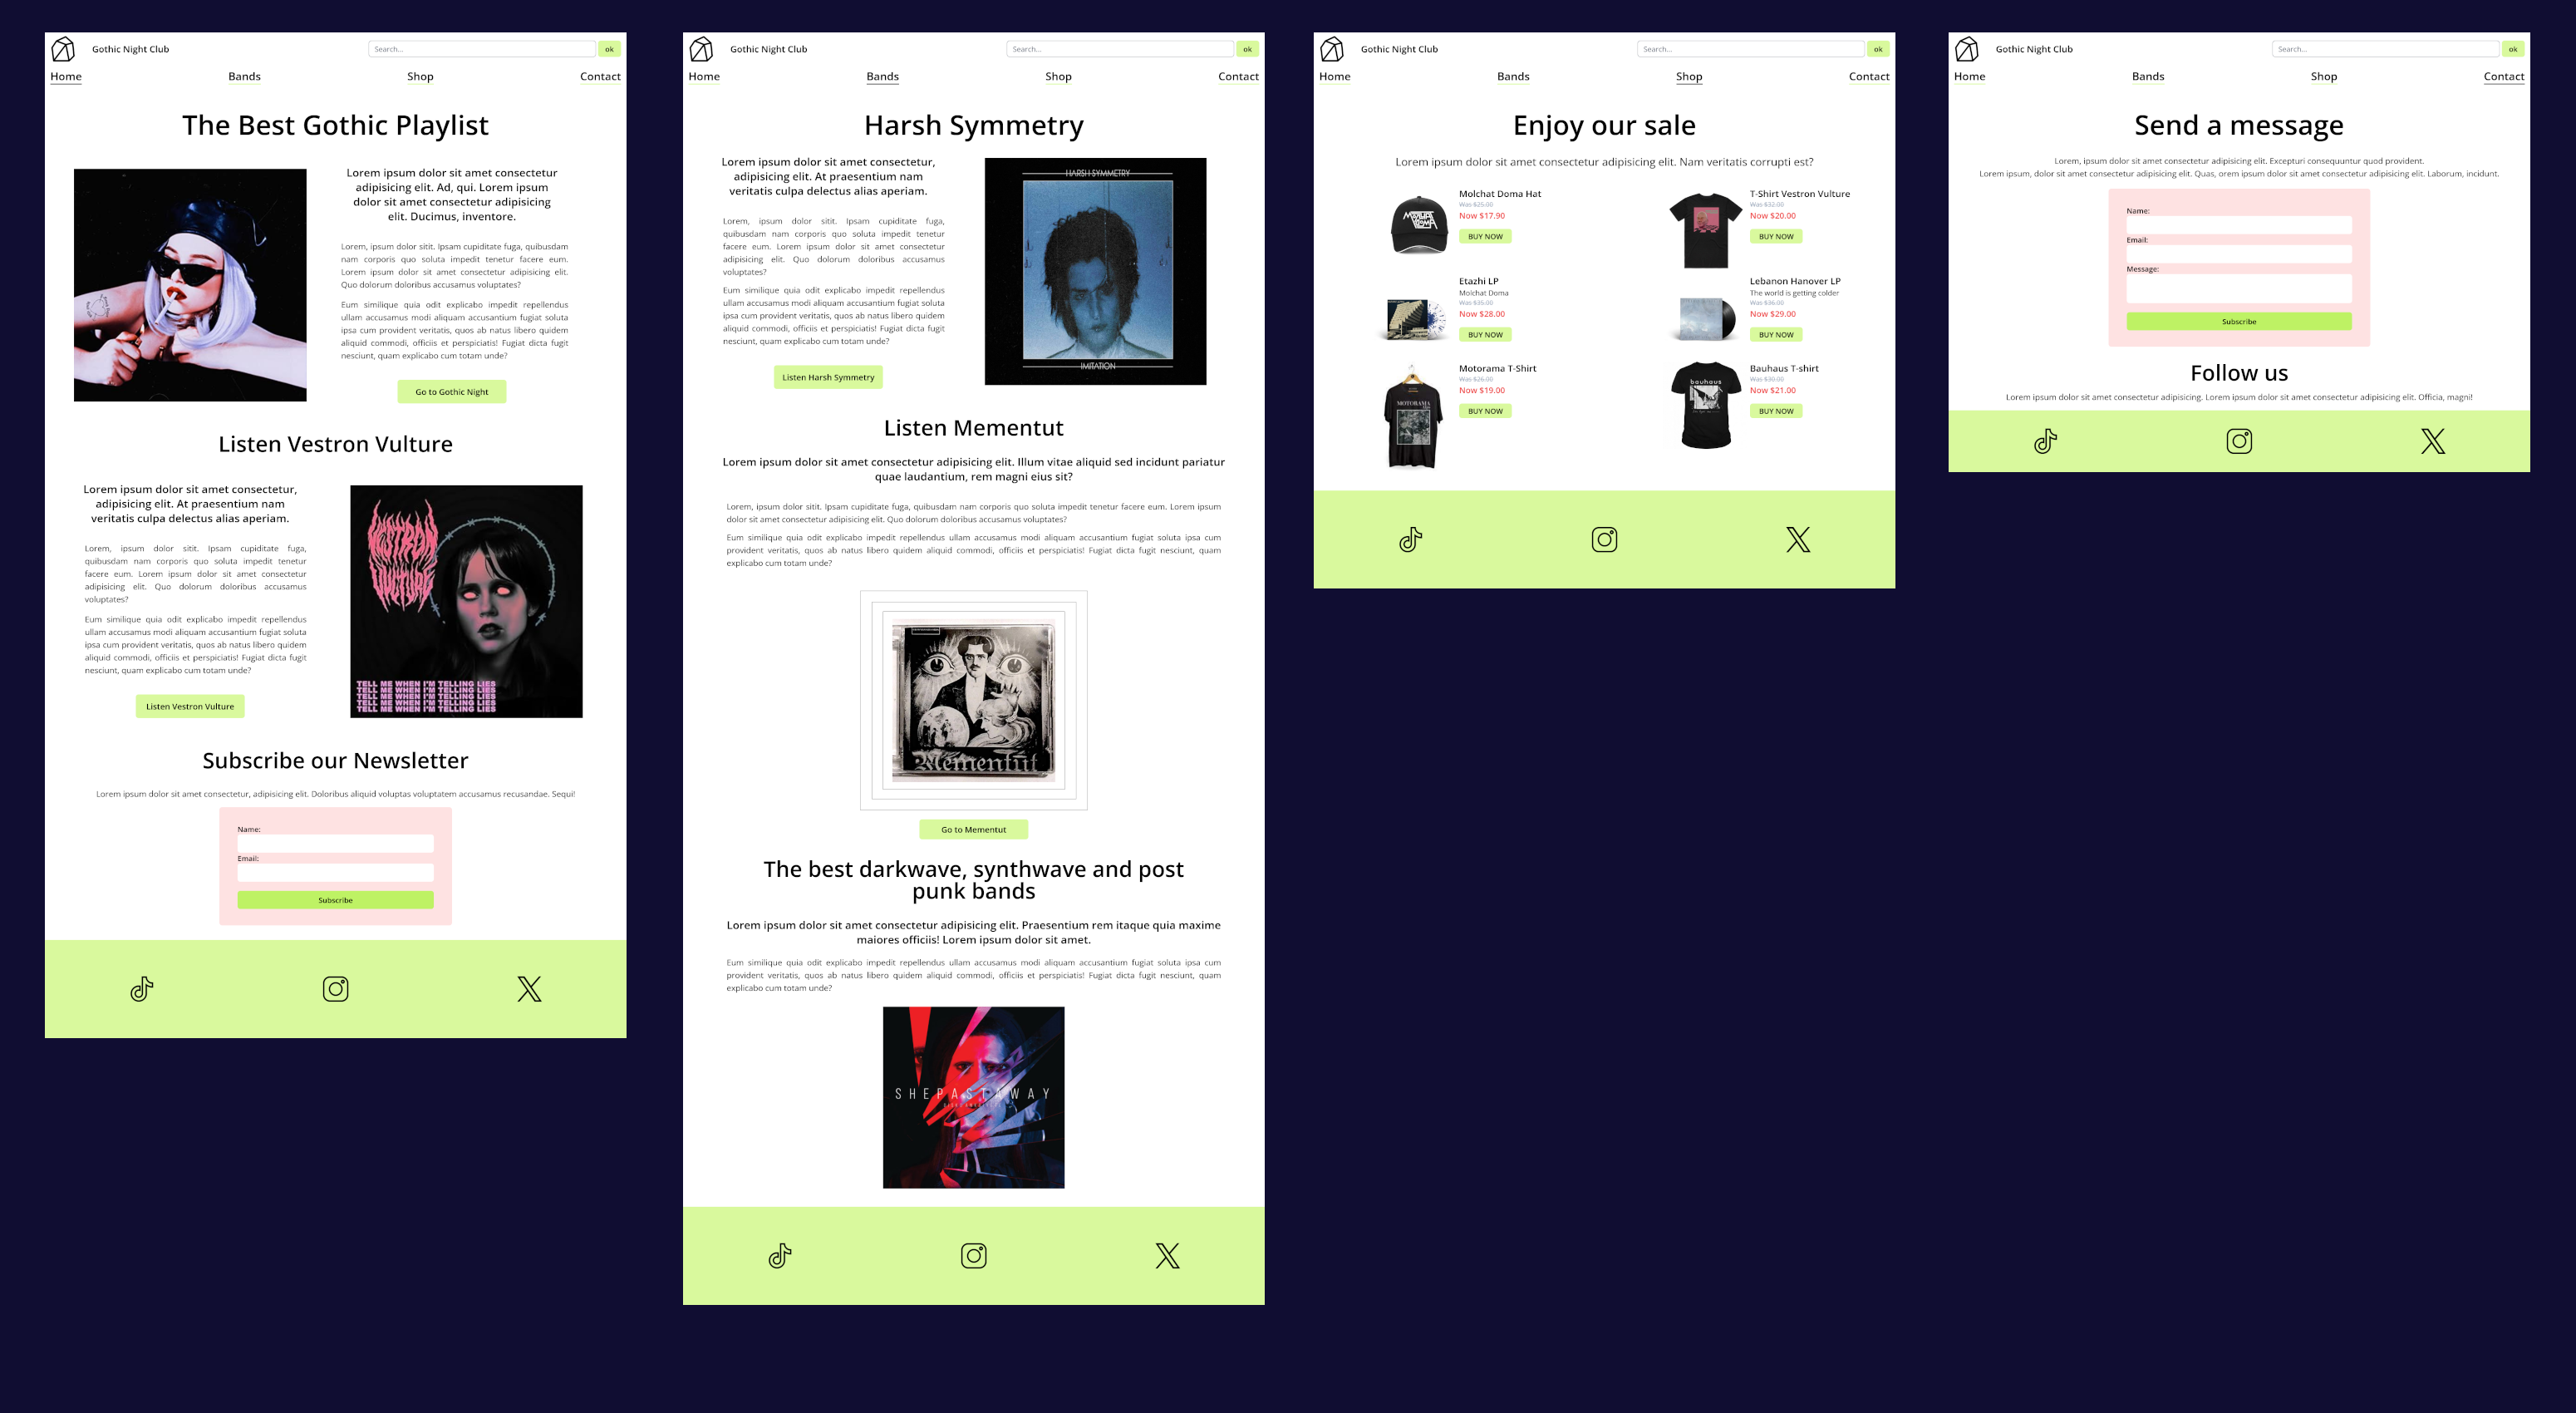 Gothic Night Club
Search...
ok
Home
Bands
Shop
Contact
The Best Gothic Playlist
Lorem ipsum dolor sit amet consectetur
adipisicing elit. Ad, qui. Lorem ipsum
dolor sit amet consectetur adipisicing
elit. Ducimus, inventore.
Lorem, ipsum dolor sitit. Ipsam cupiditate fuga, quibusdam
nam corporis quo soluta impedit tenetur facere eum.
Lorem ipsum dolor sit amet consectetur adipisicing elit.
Quo dolorum doloribus accusamus voluptates?
Eum similique quia odit explicabo impedit repellendus
ullam accusamus modi aliquam accusantium fugiat soluta
ipsa cum provident veritatis, quos ab natus libero quidem
aliquid commodi, officiis et perspiciatis! Fugiat dicta fugit
nesciunt, quam explicabo cum totam unde?
Go to Gothic Night
Listen Vestron Vulture
Lorem ipsum dolor sit amet consectetur,
adipisicing elit. At praesentium nam
veritatis culpa delectus alias aperiam.
Lorem, ipsum dolor sitit. Ipsam cupiditate fuga,
quibusdam nam corporis quo soluta impedit tenetur
facere eum. Lorem ipsum dolor sit amet consectetur
adipisicing elit. Quo dolorum doloribus accusamus
voluptates?
Eum similique quia odit explicabo impedit repellendus
ullam accusamus modi aliquam accusantium fugiat soluta
ipsa cum provident veritatis, quos ab natus libero quidem
aliquid commodi, officiis et perspiciatis! Fugiat dicta fugit
nesciunt, quam explicabo cum totam unde?
Listen Vestron Vulture
VESTRON
VULTURE
TELL ME WHEN I'M TELLING LIES
TELL ME WHEN I'M TELLING LIES
TELL ME WHEN I'M TELLING LIES
TELL ME WHEN I'M TELLING LIES
Subscribe our Newsletter
Lorem ipsum dolor sit amet consectetur, adipisicing elit. Doloribus aliquid voluptas voluptatem accusamus recusandae. Sequi!
Name:
Email:
Subscribe
Gothic Night Club
Search...
ok
Home
Bands
Shop
Contact
Harsh Symmetry
Lorem ipsum dolor sit amet consectetur,
adipisicing elit. At praesentium nam
veritatis culpa delectus alias aperiam.
Lorem, ipsum dolor sitit. Ipsam cupiditate fuga,
quibusdam nam corporis quo soluta impedit tenetur
facere eum. Lorem ipsum dolor sit amet consectetur
adipisicing elit. Quo dolorum doloribus accusamus
voluptates?
Eum similique quia odit explicabo impedit repellendus
ullam accusamus modi aliquam accusantium fugiat soluta
ipsa cum provident veritatis, quos ab natus libero quidem
aliquid commodi, officiis et perspiciatis! Fugiat dicta fugit
nesciunt, quam explicabo cum totam unde?
Listen Harsh Symmetry
HARSH SYMMETRY
IMITATION
Listen Mementut
Lorem ipsum dolor sit amet consectetur adipisicing elit. Illum vitae aliquid sed incidunt pariatur
quae laudantium, rem magni eius sit?
Lorem, ipsum dolor sitit. Ipsam cupiditate fuga, quibusdam nam corporis quo soluta impedit tenetur facere eum. Lorem ipsum
dolor sit amet consectetur adipisicing elit. Quo dolorum doloribus accusamus voluptates?
Eum similique quia odit explicabo impedit repellendus ullam accusamus modi aliquam accusantium fugiat soluta ipsa cum
provident veritatis, quos ab natus libero quidem aliquid commodi, officiis et perspiciatis! Fugiat dicta fugit nesciunt, quam
explicabo cum totam unde?
Mementut
Go to Mementut
The best darkwave, synthwave and post
punk bands
Lorem ipsum dolor sit amet consectetur adipisicing elit. Praesentium rem itaque quia maxime
maiores officiis! Lorem ipsum dolor sit amet.
Eum similique quia odit explicabo impedit repellendus ullam accusamus modi aliquam accusantium fugiat soluta ipsa cum
provident veritatis, quos ab natus libero quidem aliquid commodi, officiis et perspiciatis! Fugiat dicta fugit nesciunt, quam
explicabo cum totam unde?
SHE PAST AWAY
Gothic Night Club
Search...
ok
Home
Bands
Shop
Contact
Enjoy our sale
Lorem ipsum dolor sit amet consectetur adipisicing elit. Nam veritatis corrupti est?
MOLCHAT
DOMA
Molchat Doma Hat
Was $25.00
Now $17.90
BUY NOW
T-Shirt Vestron Vulture
Was $32.00
Now $20.00
BUY NOW
Etazhi LP
Molchat Doma
Was $35.00
Now $28.00
BUY NOW
Lebanon Hanover LP
The world is getting colder
Was $36.00
Now $29.00
BUY NOW
MOTORAMA
Motorama T-Shirt
Was $26.00
Now $19.00
BUY NOW
bauhaus
Bauhaus T-shirt
Was $30.00
Now $21.00
BUY NOW
Gothic Night Club
Search...
ok
Home
Bands
Shop
Contact
Send a message
Lorem, ipsum dolor sit amet consectetur adipisicing elit. Excepturi consequuntur quod provident.
Lorem ipsum, dolor sit amet consectetur adipisicing elit. Quas, orem ipsum dolor sit amet consectetur adipisicing elit. Laborum, incidunt.
Name:
Email:
Message:
Subscribe
Follow us
Lorem ipsum dolor sit amet consectetur adipisicing. Lorem ipsum dolor sit amet consectetur adipisicing elit. Officia, magni!